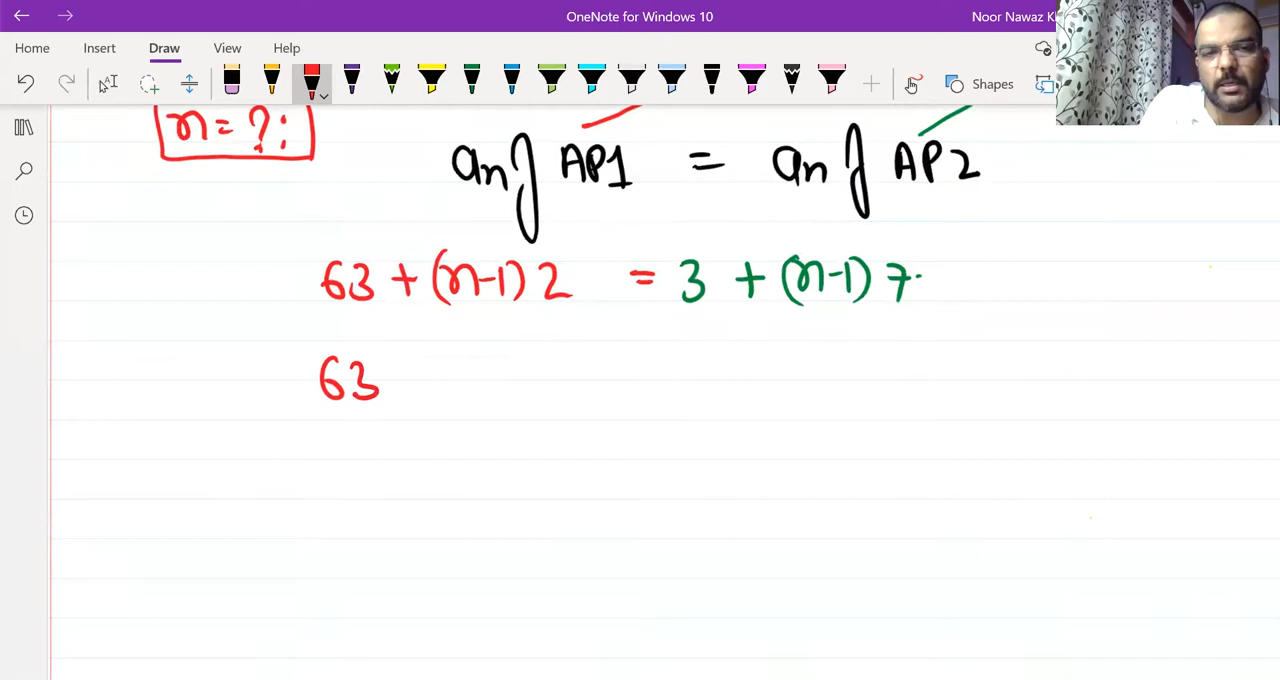 OneNote for Windows 10
Noor Nawaz K
Home Insert Draw View Help
Shapes
n = ? :
an of AP1 = an of AP2
63 + (n-1) 2 = 3 + (n-1) 7
63